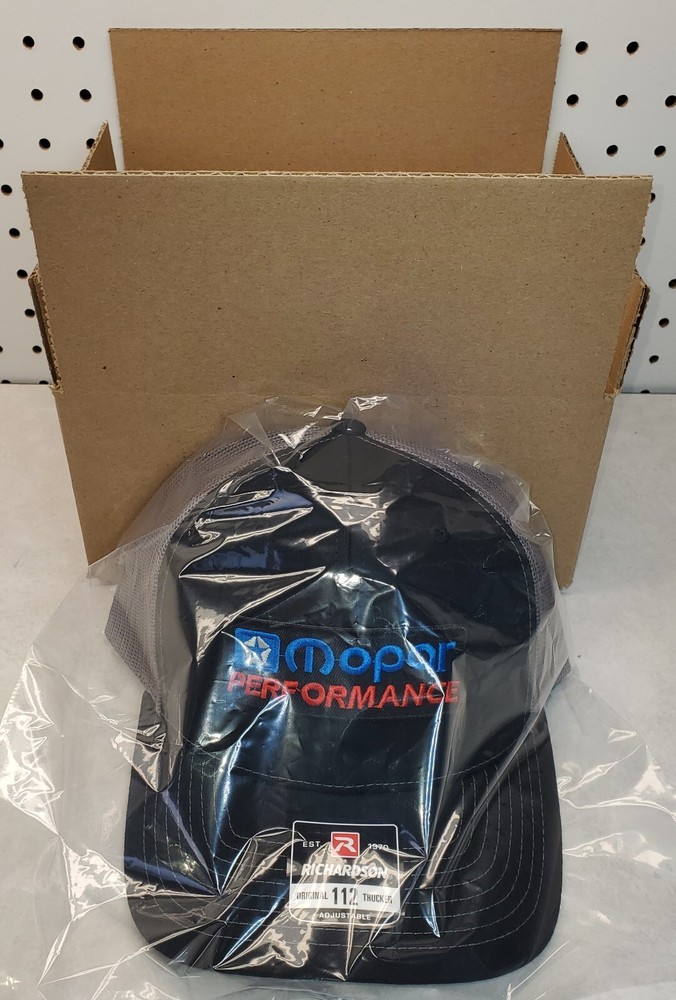 Mopar
PERFORMANCE
EST. R 1970
RICHARDSON
ORIGINAL 112 TRUCKER
ADJUSTABLE